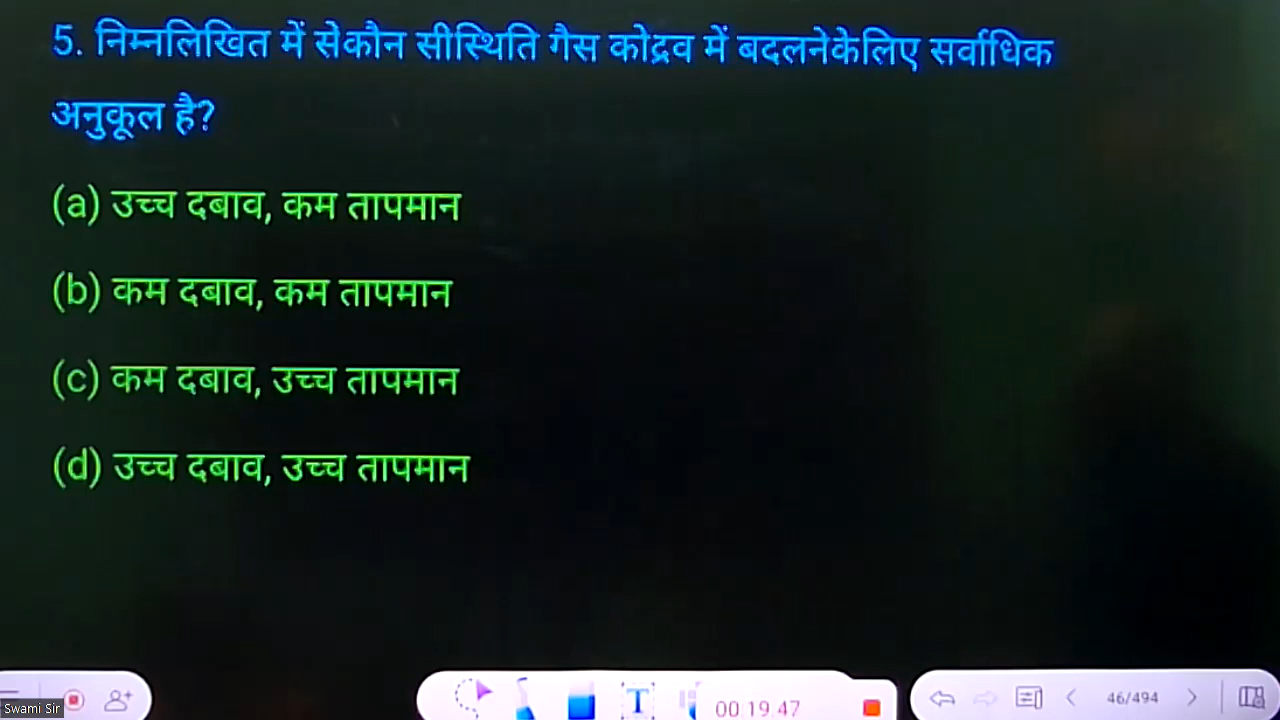 5. निम्नलिखित में सेकौन सीस्थिति गैस कोद्रव में बदलनेकेलिए सर्वाधिक
अनुकूल है?
(a) उच्च दबाव, कम तापमान
(b) कम दबाव, कम तापमान
(c) कम दबाव, उच्च तापमान
(d) उच्च दबाव, उच्च तापमान
Swami Sir
T
00 19.47
46/494